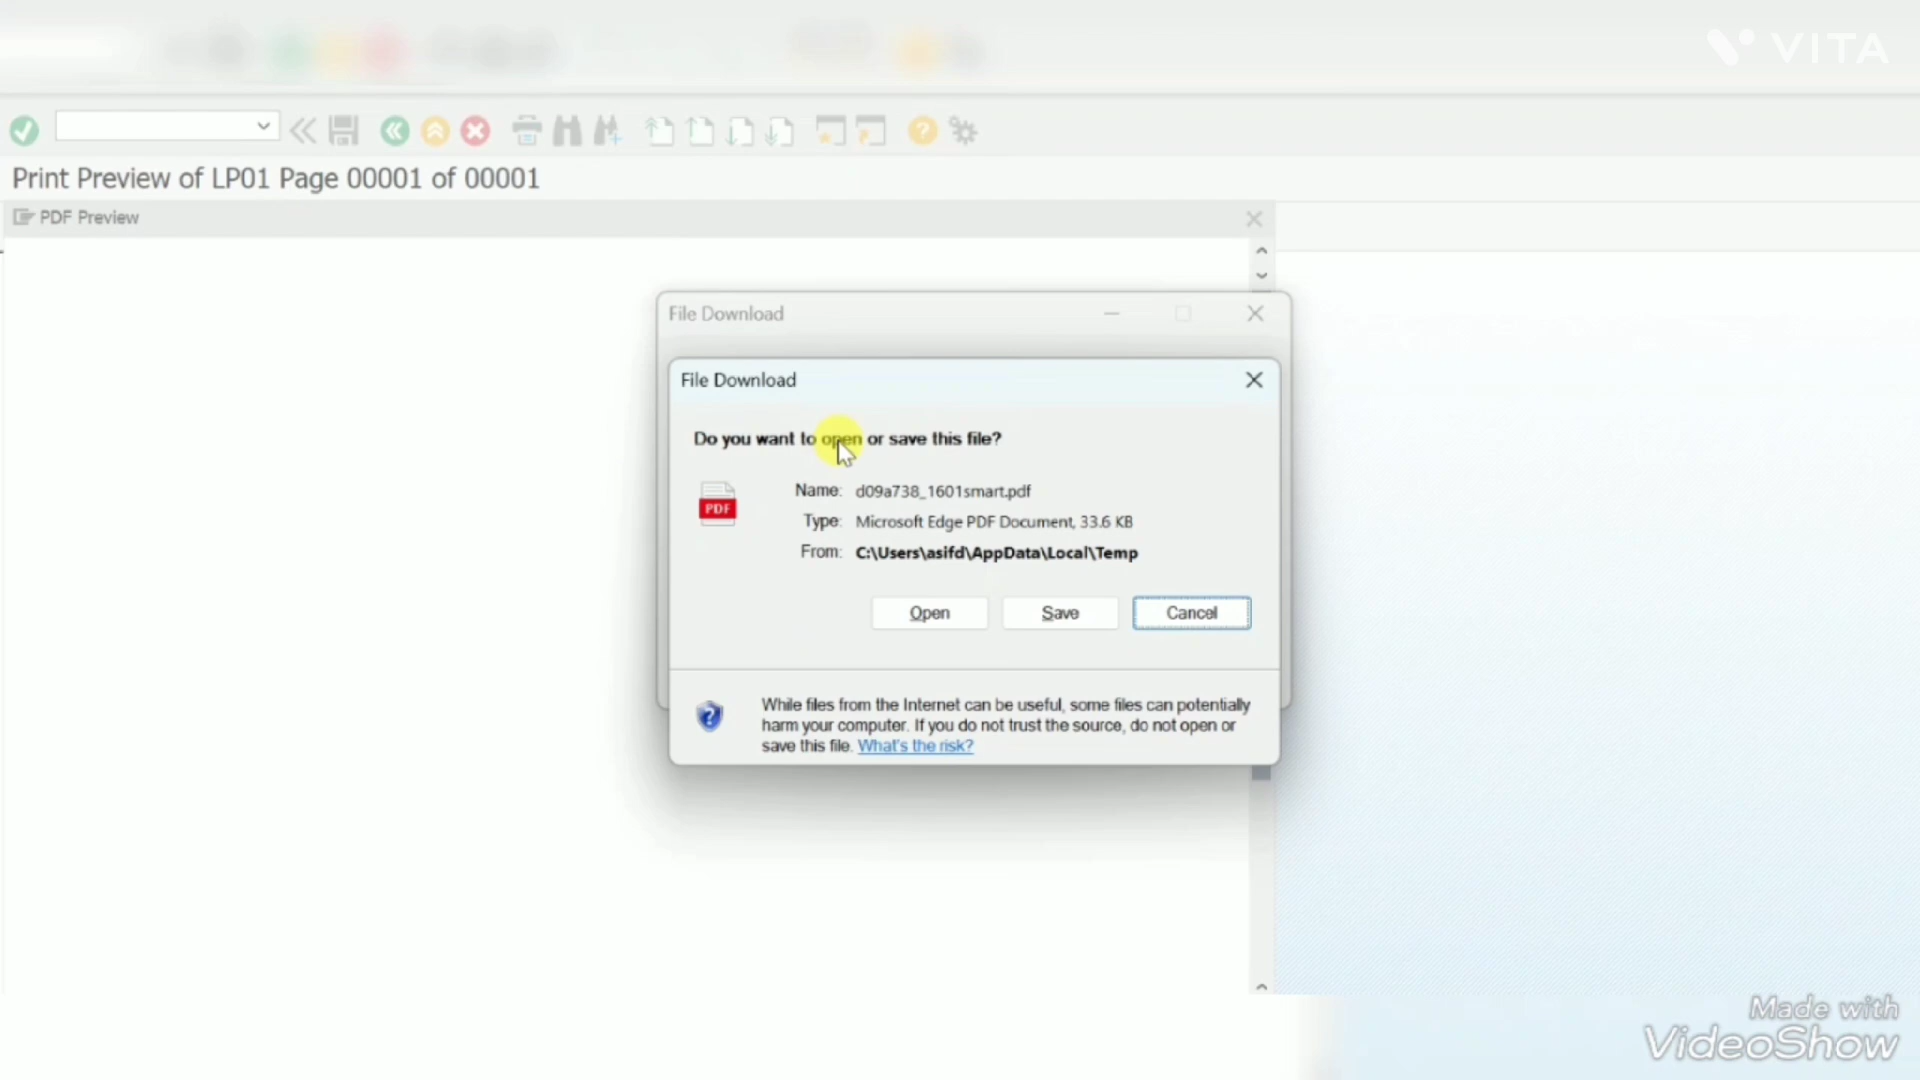 VITA
Print Preview of LP01 Page 00001 of 00001
PDF Preview
File Download
File Download
Do you want to open or save this file?
PDF
Name: d09a738_1601smart.pdf
Type: Microsoft Edge PDF Document, 33.6 KB
From: C:\Users\asifd\AppData\Local\Temp
Open Save Cancel
While files from the Internet can be useful, some files can potentially
harm your computer. If you do not trust the source, do not open or
save this file. What's the risk?
Made with
VideoShow